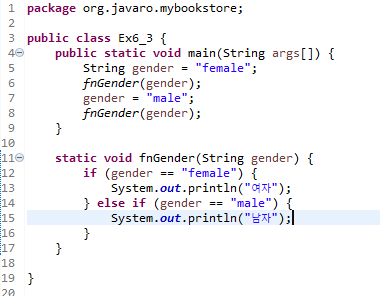 1 package org.javaro.mybookstore;
2
3 public class Ex6_3 {
4 public static void main(String args[]) {
5 String gender = "female";
6 fnGender(gender);
7 gender = "male";
8 fnGender(gender);
9 }
10
11 static void fnGender(String gender) {
12 if (gender == "female") {
13 System.out.println("여자");
14 } else if (gender == "male") {
15 System.out.println("남자");
16 }
17 }
18
19 }
20